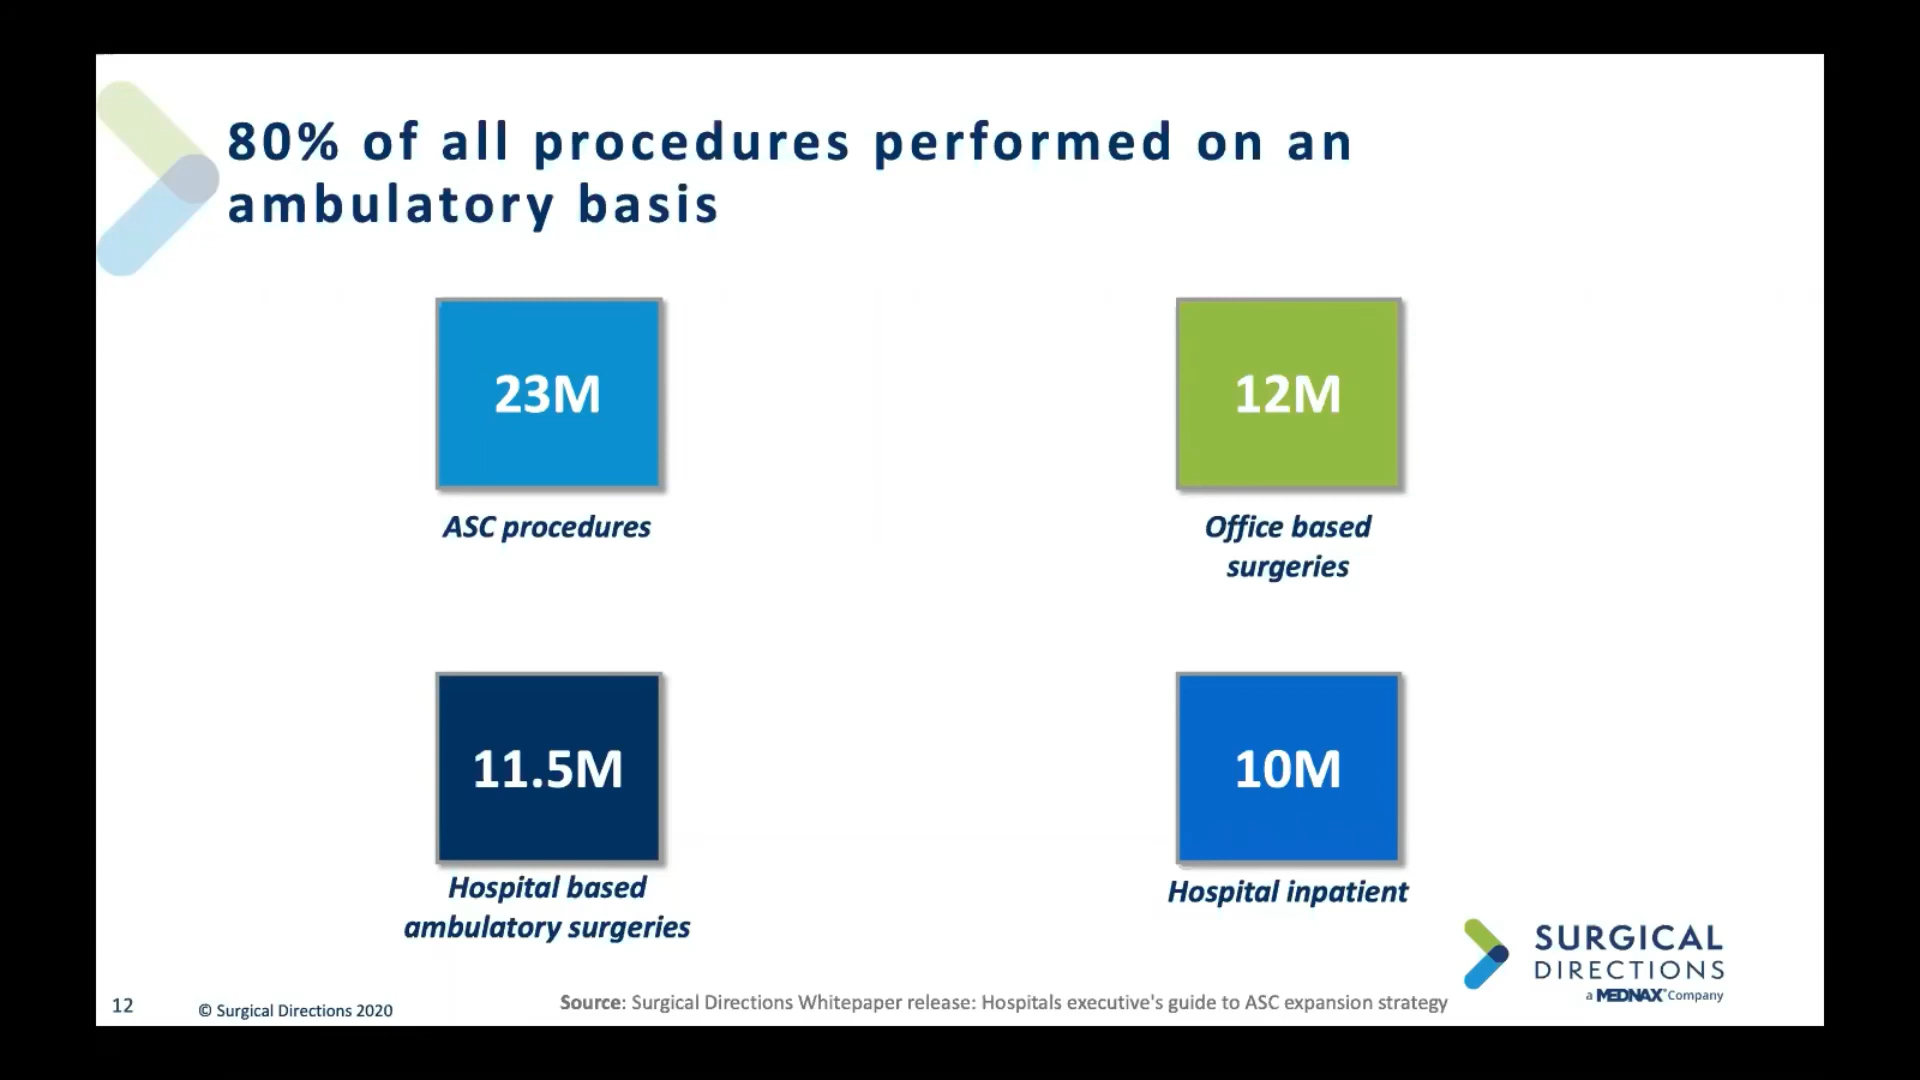 80% of all procedures performed on an
ambulatory basis
23M
ASC procedures
12M
Office based
surgeries
11.5M
Hospital based
ambulatory surgeries
10M
Hospital inpatient
SURGICAL
DIRECTIONS
a MEDNAX™ Company
12
© Surgical Directions 2020
Source: Surgical Directions Whitepaper release: Hospitals executive's guide to ASC expansion strategy